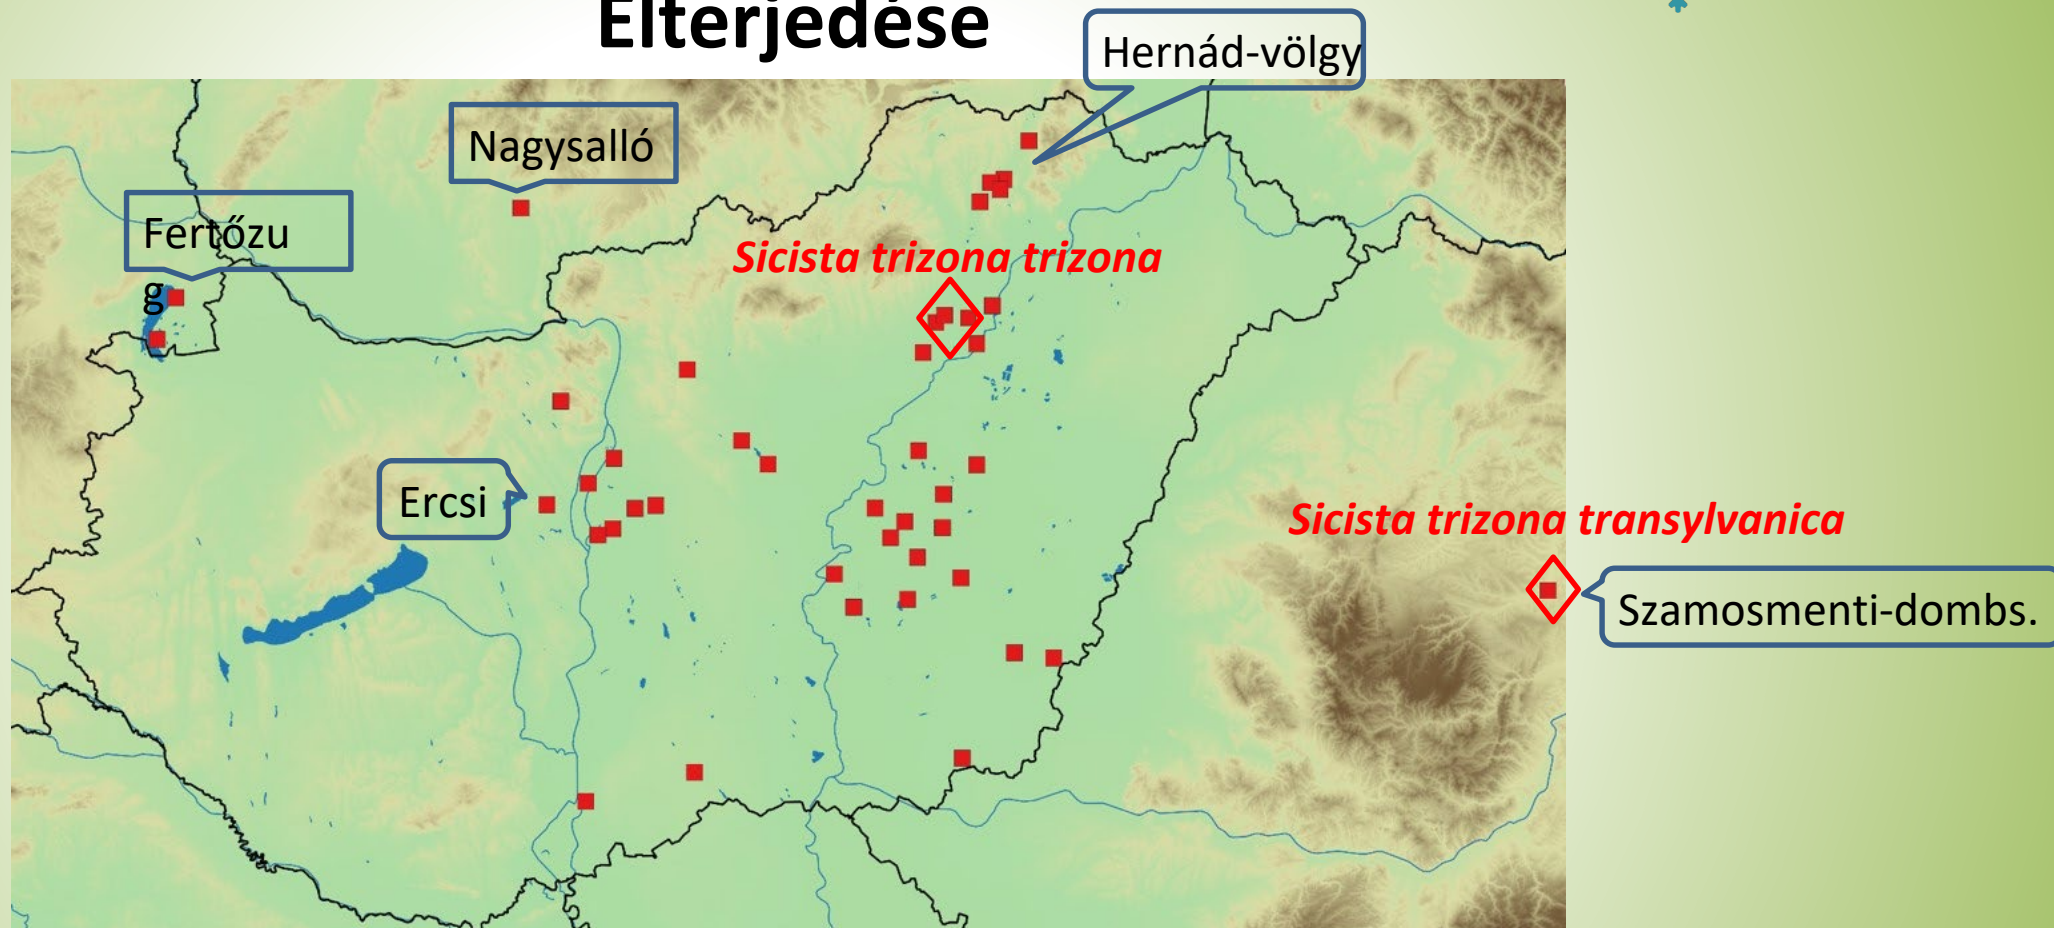 Elterjedése
Hernád-völgy
Nagysalló
Fertőzu
g
Sicista trizona trizona
Ercsi
Sicista trizona transylvanica
Szamosmenti-dombs.